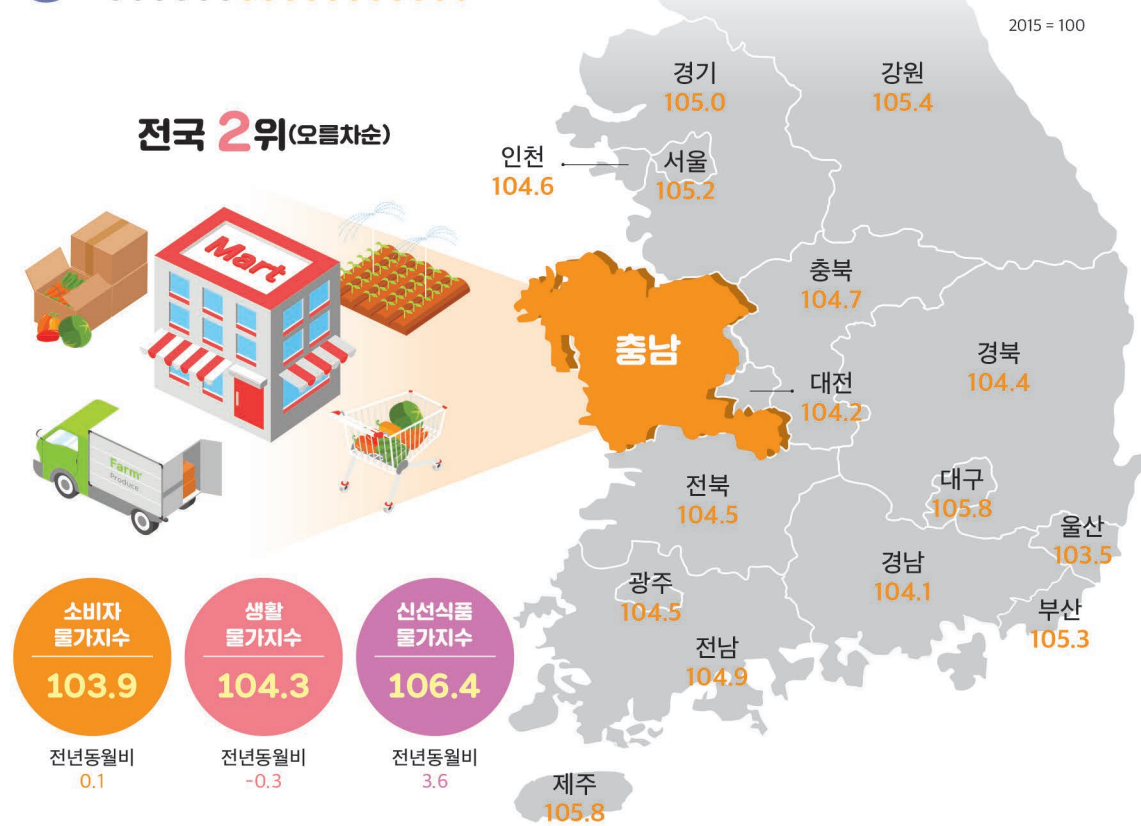 2015 = 100
전국 2위(오름차순)
경기
105.0
강원
105.4
인천
104.6
서울
105.2
Mart
충북
104.7
충남
경북
104.4
대전
104.2
Farm
Produce
전북
104.5
대구
105.8
울산
103.5
경남
104.1
광주
104.5
부산
105.3
전남
104.9
소비자
물가지수
103.9
전년동월비
0.1
생활
물가지수
104.3
전년동월비
-0.3
신선식품
물가지수
106.4
전년동월비
3.6
제주
105.8